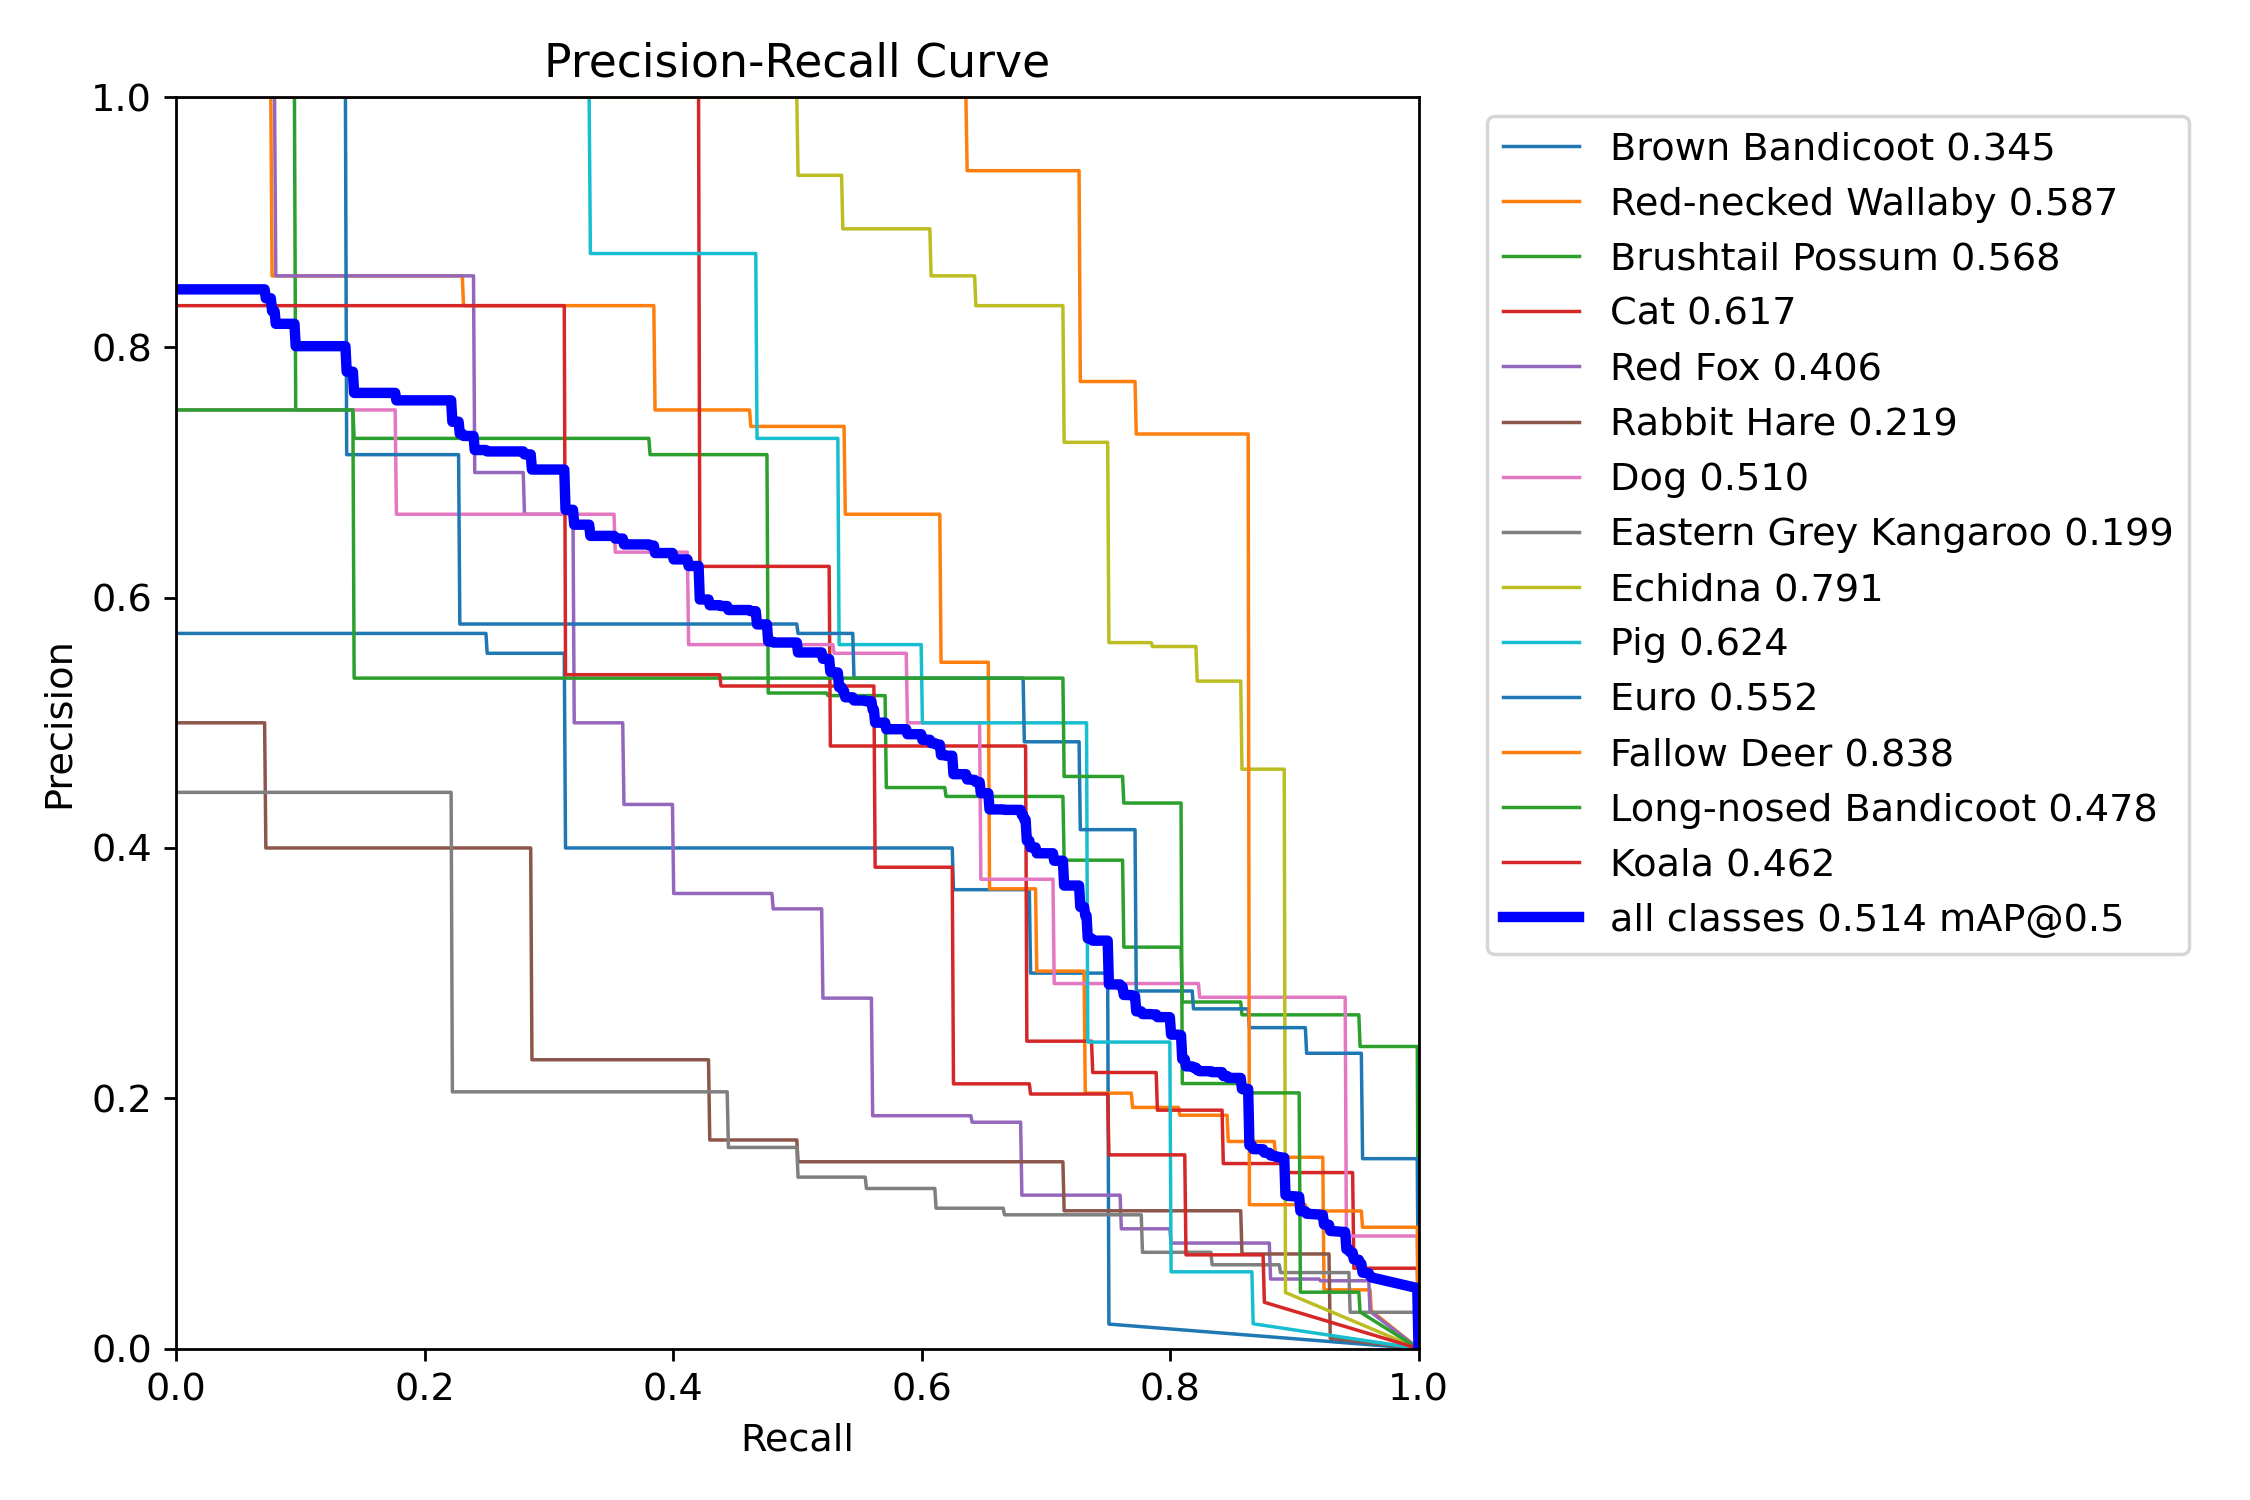 Precision-Recall Curve
1.0
0.8
0.6
0.4
0.2
0.0
Precision
0.0 0.2 0.4 0.6 0.8 1.0
Recall
Brown Bandicoot 0.345
Red-necked Wallaby 0.587
Brushtail Possum 0.568
Cat 0.617
Red Fox 0.406
Rabbit Hare 0.219
Dog 0.510
Eastern Grey Kangaroo 0.199
Echidna 0.791
Pig 0.624
Euro 0.552
Fallow Deer 0.838
Long-nosed Bandicoot 0.478
Koala 0.462
all classes 0.514 mAP@0.5